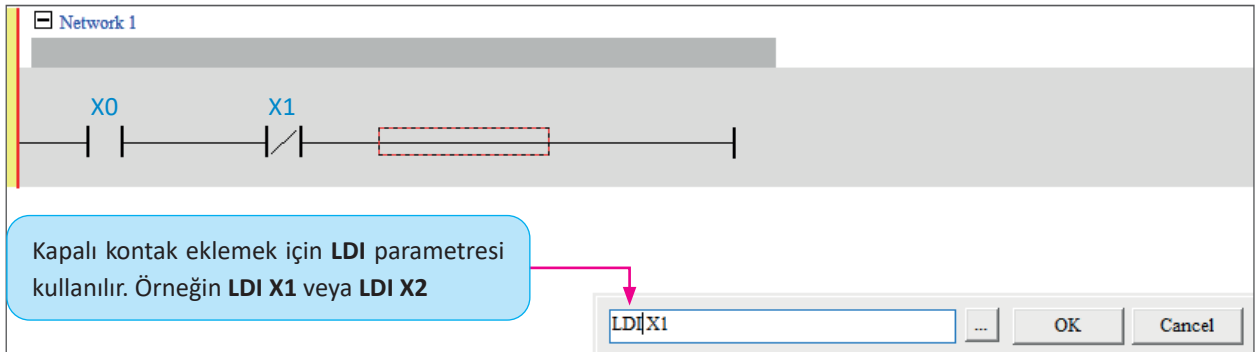 Network 1
X0 X1
Kapalı kontak eklemek için LDI parametresi
kullanılır. Örneğin LDI X1 veya LDI X2
LDI X1 ... OK Cancel